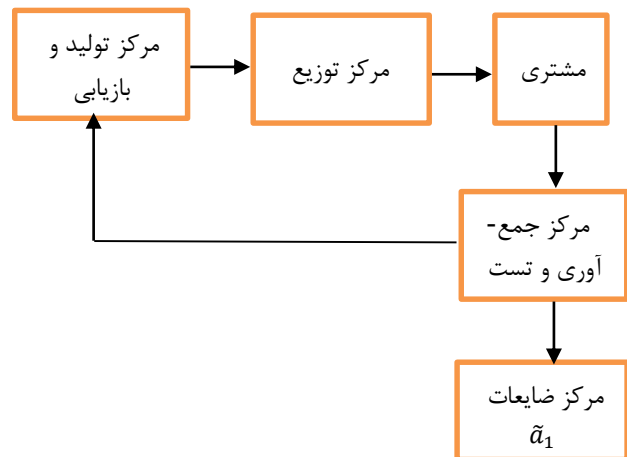 مرکز تولید و
بازیابی
مرکز توزیع
مشتری
مرکز جمع-
آوری و تست
مرکز ضایعات
ã₁